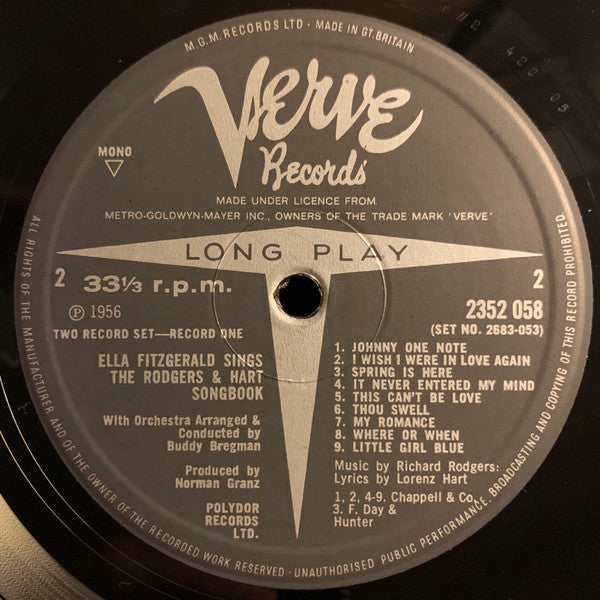 M.G.M. RECORDS LTD · MADE IN GT. BRITAIN
Verve
Records
MONO
MADE UNDER LICENCE FROM
METRO-GOLDWYN-MAYER INC., OWNERS OF THE TRADE MARK 'VERVE'
LONG PLAY
2 33⅓ r.p.m. 2
Ⓟ 1956
2352 058
(SET NO. 2683-053)
TWO RECORD SET—RECORD ONE
ELLA FITZGERALD SINGS
THE RODGERS & HART
SONGBOOK
With Orchestra Arranged &
Conducted by
Buddy Bregman
Produced by
Norman Granz
POLYDOR
RECORDS
LTD.
1. JOHNNY ONE NOTE
2. I WISH I WERE IN LOVE AGAIN
3. SPRING IS HERE
4. IT NEVER ENTERED MY MIND
5. THIS CAN'T BE LOVE
6. THOU SWELL
7. MY ROMANCE
8. WHERE OR WHEN
9. LITTLE GIRL BLUE
Music by Richard Rodgers:
Lyrics by Lorenz Hart
1, 2, 4-9. Chappell & Co.
3. F. Day &
Hunter
ALL RIGHTS OF THE MANUFACTURER AND OF THE OWNER OF THE RECORDED WORK RESERVED · UNAUTHORISED PUBLIC PERFORMANCE, BROADCASTING AND COPYING OF THIS RECORD PROHIBITED.
420 05